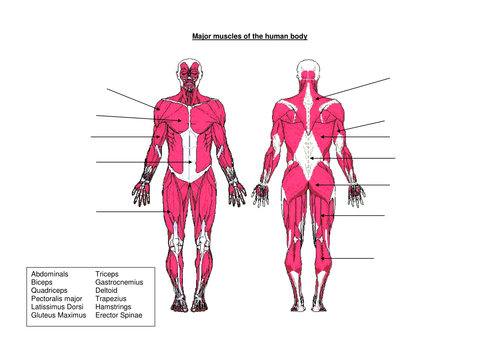 Major muscles of the human body
Abdominals Triceps
Biceps Gastrocnemius
Quadriceps Deltoid
Pectoralis major Trapezius
Latissimus Dorsi Hamstrings
Gluteus Maximus Erector Spinae